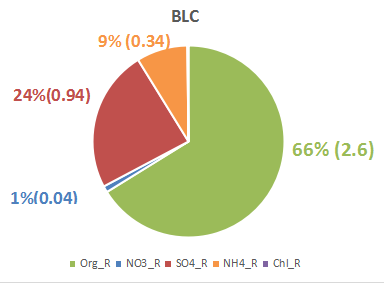 BLC
9% (0.34)
24%(0.94)
66% (2.6)
1%(0.04)
Org_R NO3_R SO4_R NH4_R Chl_R